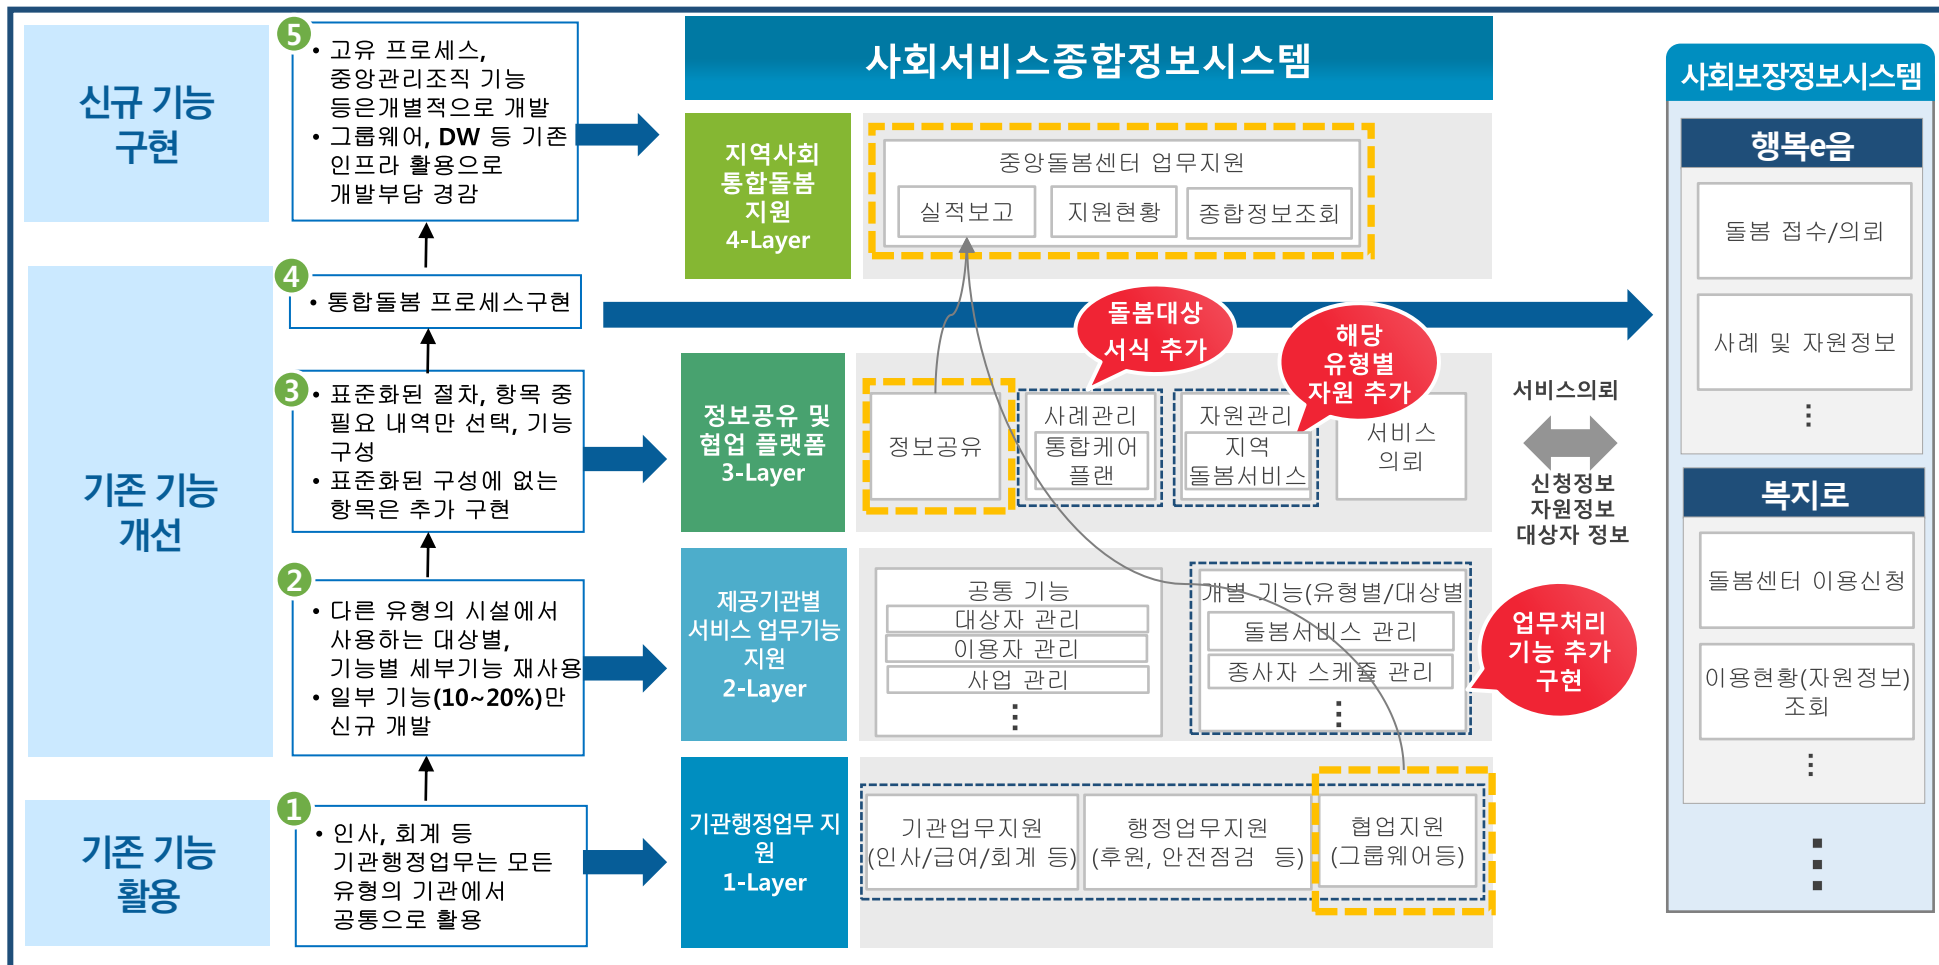 신규 기능
구현
5
• 고유 프로세스,
중앙관리조직 기능
등은개별적으로 개발
• 그룹웨어, DW 등 기존
인프라 활용으로
개발부담 경감
기존 기능
개선
4
• 통합돌봄 프로세스구현
3
• 표준화된 절차, 항목 중
필요 내역만 선택, 기능
구성
• 표준화된 구성에 없는
항목은 추가 구현
2
• 다른 유형의 시설에서
사용하는 대상별,
기능별 세부기능 재사용
• 일부 기능(10~20%)만
신규 개발
기존 기능
활용
1
• 인사, 회계 등
기관행정업무는 모든
유형의 기관에서
공통으로 활용
사회서비스종합정보시스템
지역사회
통합돌봄
지원
4-Layer
중앙돌봄센터 업무지원
실적보고
지원현황
종합정보조회
돌봄대상
서식 추가
해당
유형별
자원 추가
정보공유 및
협업 플랫폼
3-Layer
정보공유
사례관리
통합케어
플랜
자원관리
지역
돌봄서비스
서비스
의뢰
제공기관별
서비스 업무기능
지원
2-Layer
공통 기능
대상자 관리
이용자 관리
사업 관리
⋮
개별 기능(유형별/대상별
돌봄서비스 관리
종사자 스케쥴 관리
⋮
업무처리
기능 추가
구현
기관행정업무 지
원
1-Layer
기관업무지원
(인사/급여/회계 등)
행정업무지원
(후원, 안전점검 등)
협업지원
(그룹웨어등)
서비스의뢰
신청정보
자원정보
대상자 정보
사회보장정보시스템
행복e음
돌봄 접수/의뢰
사례 및 자원정보
⋮
복지로
돌봄센터 이용신청
이용현황(자원정보)
조회
⋮
⋮